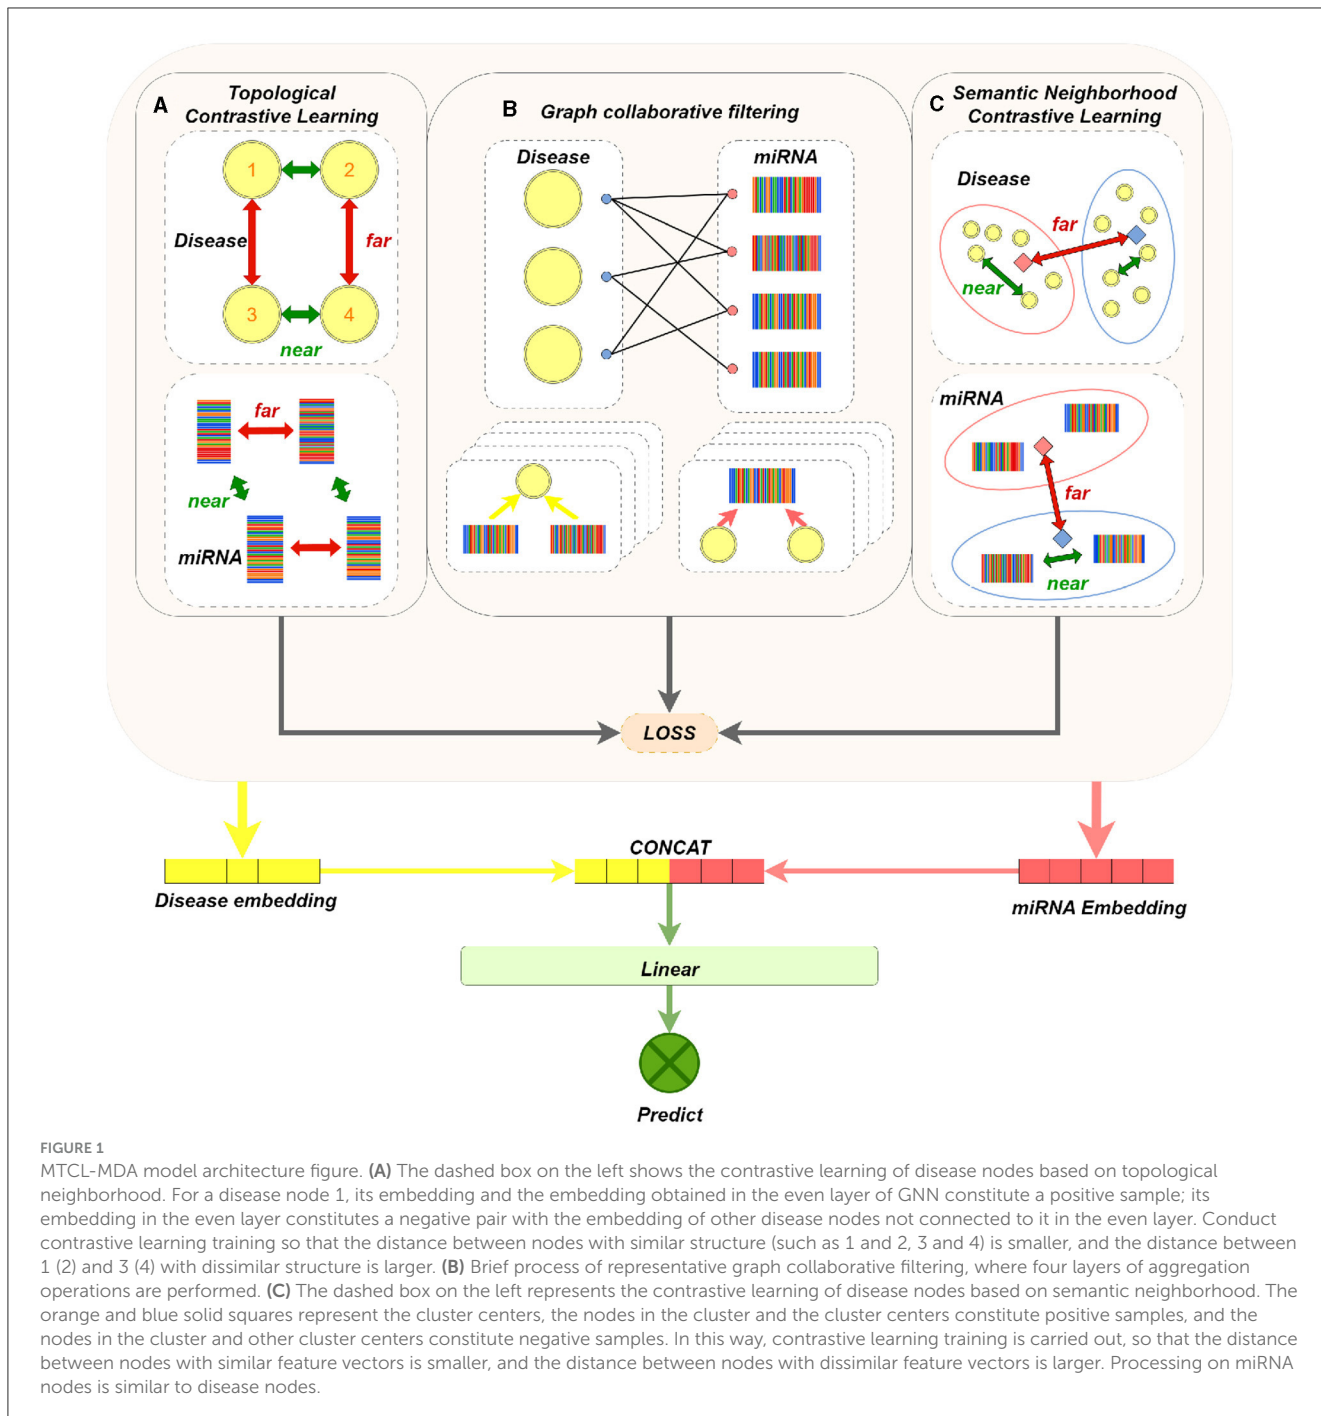 A
Topological
Contrastive Learning
1
2
Disease
far
3
4
near
far
near
miRNA
B
Graph collaborative filtering
Disease
miRNA
C
Semantic Neighborhood
Contrastive Learning
Disease
far
near
miRNA
far
near
LOSS
CONCAT
Disease embedding
miRNA Embedding
Linear
Predict
FIGURE 1
MTCL-MDA model architecture figure. (A) The dashed box on the left shows the contrastive learning of disease nodes based on topological
neighborhood. For a disease node 1, its embedding and the embedding obtained in the even layer of GNN constitute a positive sample; its
embedding in the even layer constitutes a negative pair with the embedding of other disease nodes not connected to it in the even layer. Conduct
contrastive learning training so that the distance between nodes with similar structure (such as 1 and 2, 3 and 4) is smaller, and the distance between
1 (2) and 3 (4) with dissimilar structure is larger. (B) Brief process of representative graph collaborative filtering, where four layers of aggregation
operations are performed. (C) The dashed box on the left represents the contrastive learning of disease nodes based on semantic neighborhood. The
orange and blue solid squares represent the cluster centers, the nodes in the cluster and the cluster centers constitute positive samples, and the
nodes in the cluster and other cluster centers constitute negative samples. In this way, contrastive learning training is carried out, so that the distance
between nodes with similar feature vectors is smaller, and the distance between nodes with dissimilar feature vectors is larger. Processing on miRNA
nodes is similar to disease nodes.